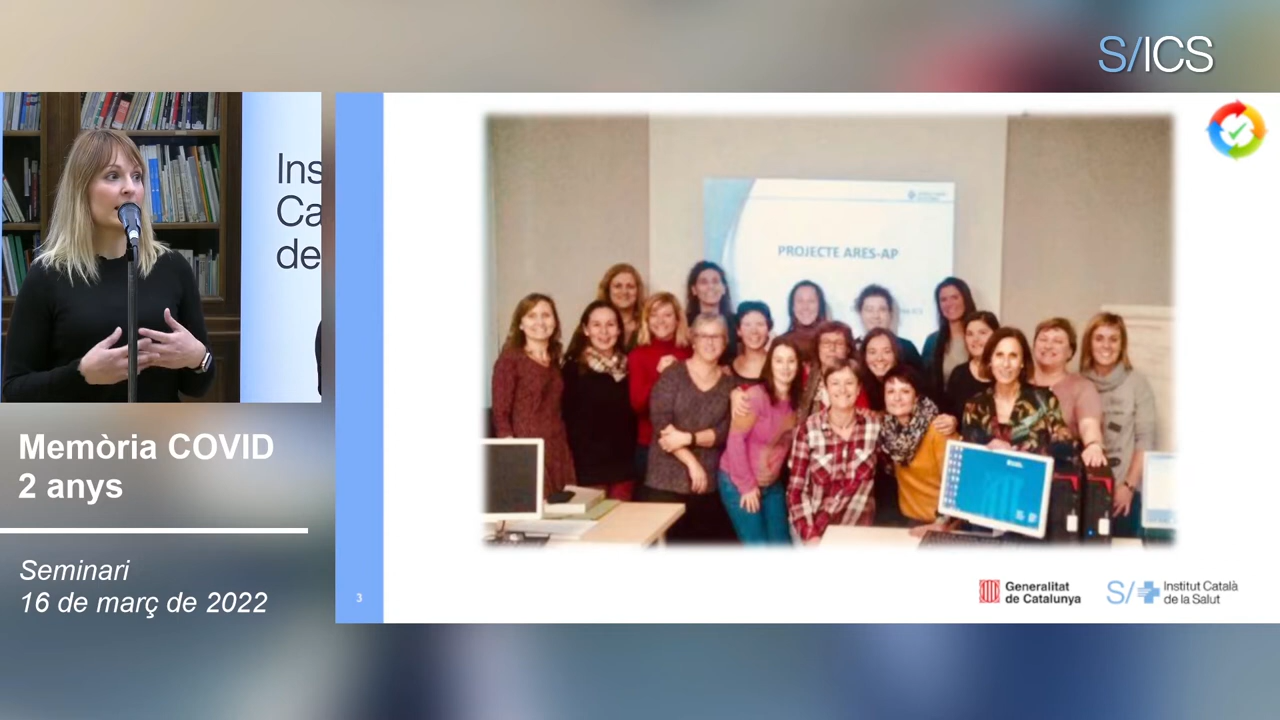 S/ICS
Ins
Ca
de
Memòria COVID
2 anys
Seminari
16 de març de 2022
PROJECTE ARES-AP
3
Generalitat
de Catalunya
S/
Institut Català
de la Salut